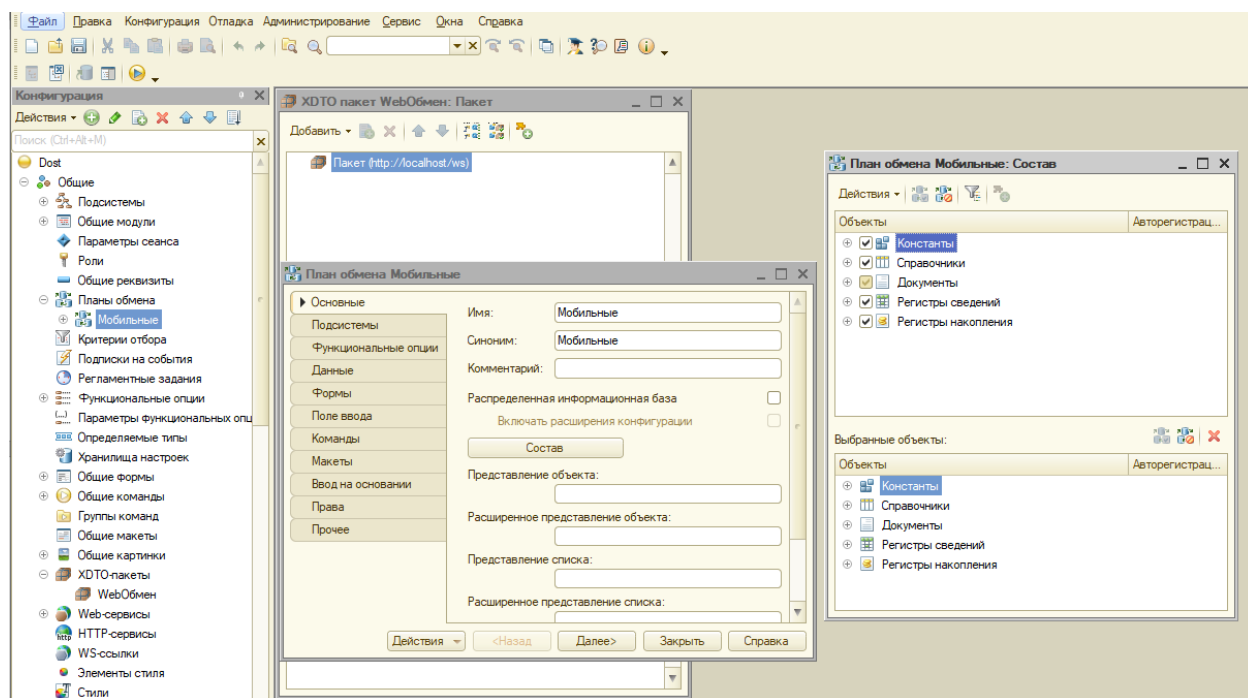 Файл Правка Конфигурация Отладка Администрирование Сервис Окна Справка
Конфигурация
Действия
Поиск (Ctrl+Alt+M)
Dost
Общие
Подсистемы
Общие модули
Параметры сеанса
Роли
Общие реквизиты
Планы обмена
Мобильные
Критерии отбора
Подписки на события
Регламентные задания
Функциональные опции
Параметры функциональных опц
Определяемые типы
Хранилища настроек
Общие формы
Общие команды
Группы команд
Общие макеты
Общие картинки
XDTO-пакеты
WebОбмен
Web-сервисы
HTTP-сервисы
WS-ссылки
Элементы стиля
Стили
XDTO пакет WebОбмен: Пакет
Добавить
Пакет (http://localhost/ws)
План обмена Мобильные
Основные
Подсистемы
Функциональные опции
Данные
Формы
Поле ввода
Команды
Макеты
Ввод на основании
Права
Прочее
Имя: Мобильные
Синоним: Мобильные
Комментарий:
Распределенная информационная база
Включать расширения конфигурации
Состав
Представление объекта:
Расширенное представление объекта:
Представление списка:
Расширенное представление списка:
Действия <Назад Далее> Закрыть Справка
План обмена Мобильные: Состав
Действия
Объекты Авторегистрац...
Константы
Справочники
Документы
Регистры сведений
Регистры накопления
Выбранные объекты:
Объекты Авторегистрац...
Константы
Справочники
Документы
Регистры сведений
Регистры накопления